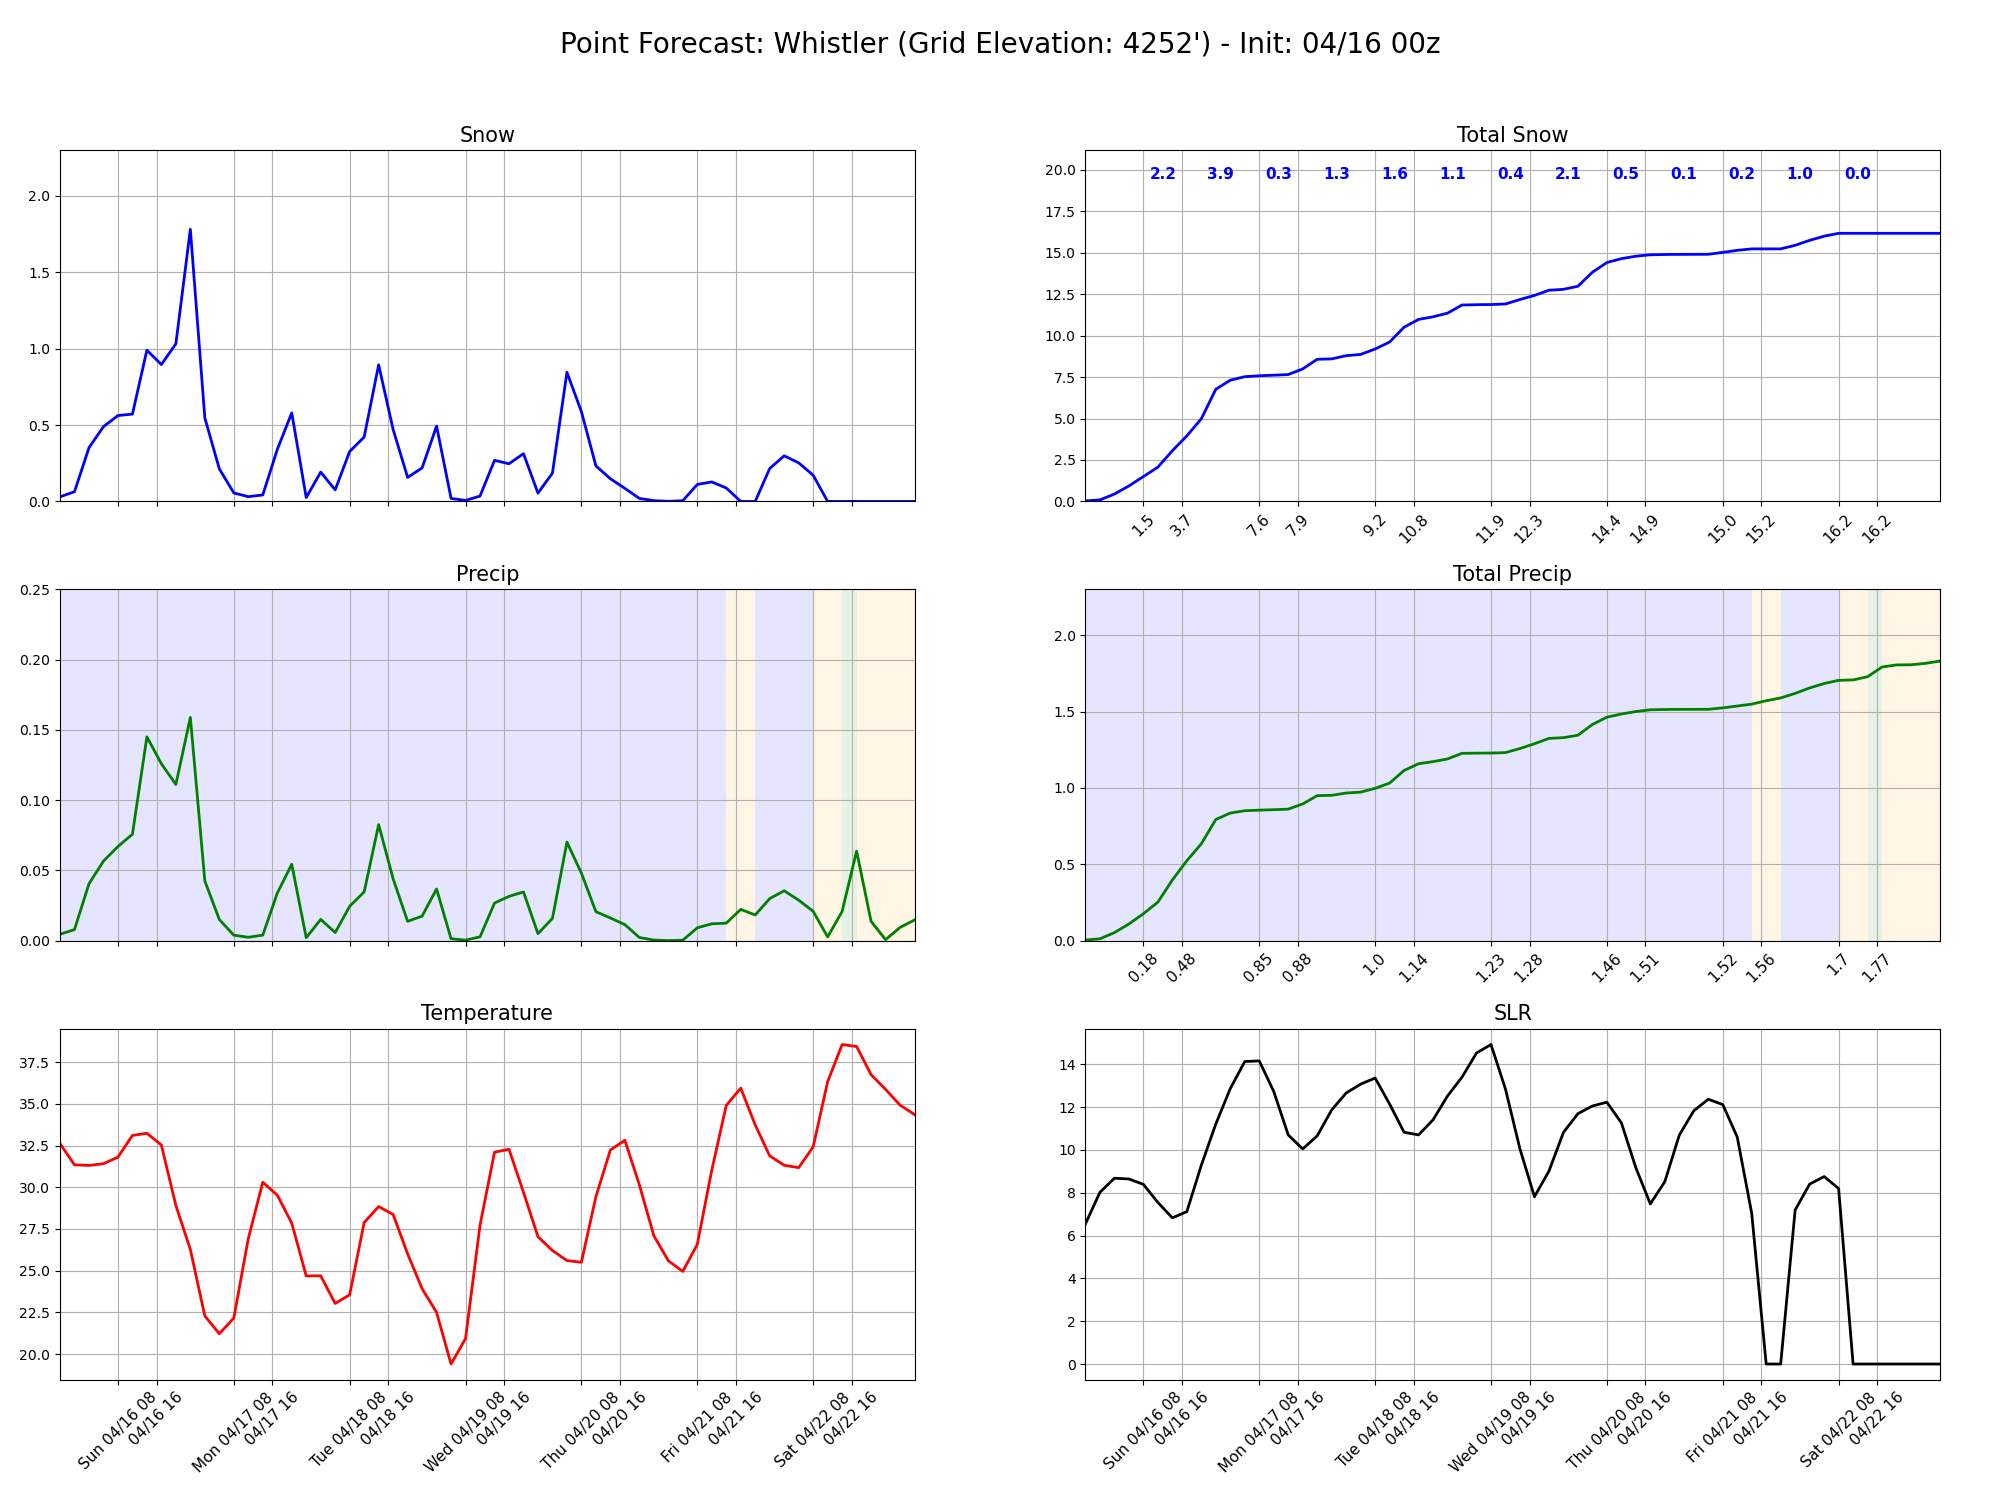 Point Forecast: Whistler (Grid Elevation: 4252') - Init: 04/16 00z
Snow
2.0
1.5
1.0
0.5
0.0
Total Snow
20.0
17.5
15.0
12.5
10.0
7.5
5.0
2.5
0.0
2.2 3.9 0.3 1.3 1.6 1.1 0.4 2.1 0.5 0.1 0.2 1.0 0.0
1.5 3.7 7.6 7.9 9.2 10.8 11.9 12.3 14.4 14.9 15.0 15.2 16.2 16.2
Precip
0.25
0.20
0.15
0.10
0.05
0.00
Total Precip
2.0
1.5
1.0
0.5
0.0
0.18 0.48 0.85 0.88 1.0 1.14 1.23 1.28 1.46 1.51 1.52 1.56 1.7 1.77
Temperature
37.5
35.0
32.5
30.0
27.5
25.0
22.5
20.0
Sun 04/16 08
04/16 16
Mon 04/17 08
04/17 16
Tue 04/18 08
04/18 16
Wed 04/19 08
04/19 16
Thu 04/20 08
04/20 16
Fri 04/21 08
04/21 16
Sat 04/22 08
04/22 16
SLR
14
12
10
8
6
4
2
0
Sun 04/16 08
04/16 16
Mon 04/17 08
04/17 16
Tue 04/18 08
04/18 16
Wed 04/19 08
04/19 16
Thu 04/20 08
04/20 16
Fri 04/21 08
04/21 16
Sat 04/22 08
04/22 16